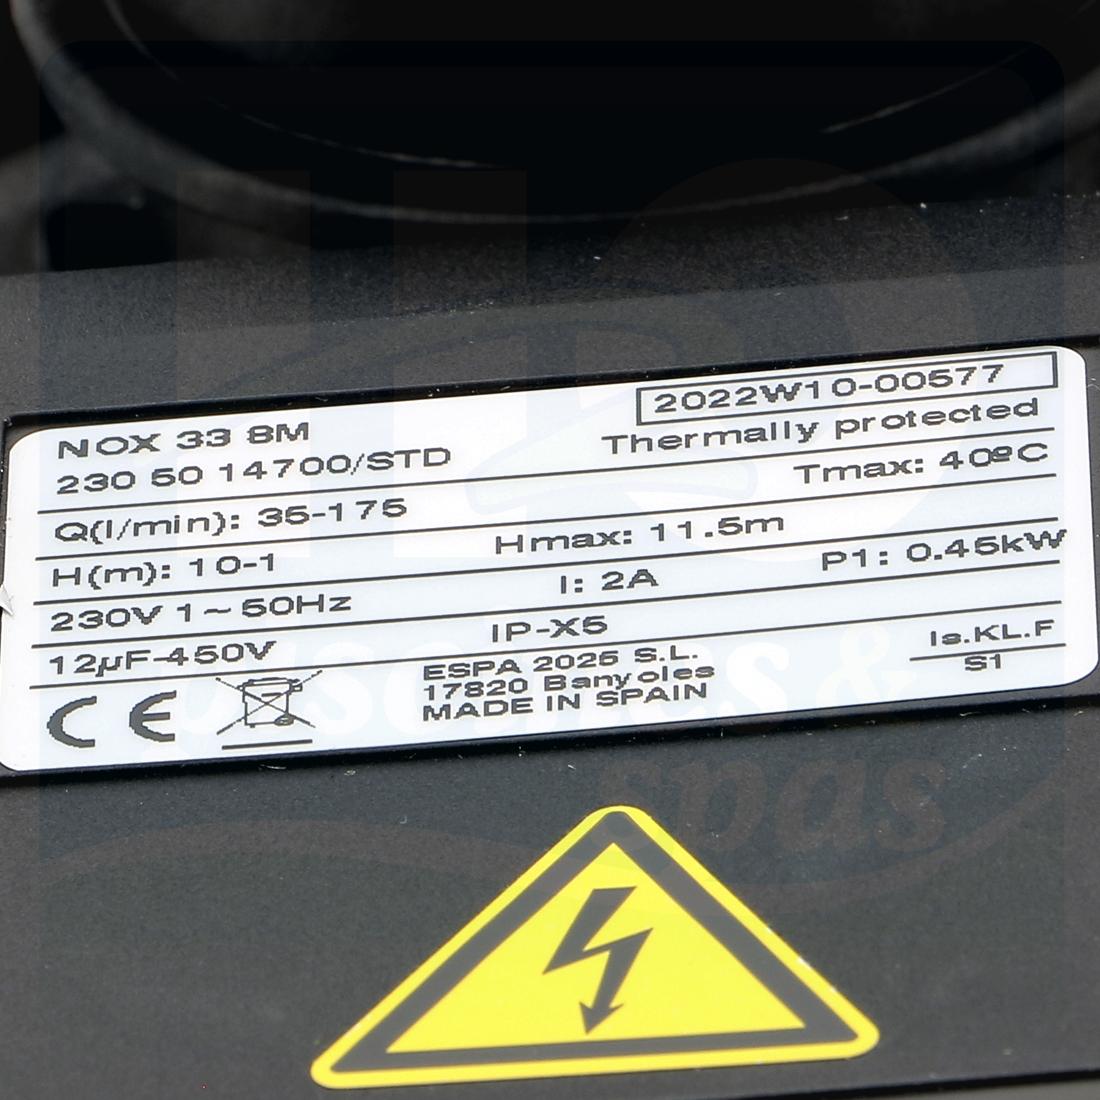 2022W10-00577
NOX 33 8M
Thermally protected
230 50 14700/STD
Tmax: 40ºC
Q(l/min): 35-175
Hmax: 11.5m
H(m): 10-1
P1: 0.45kW
230V 1~50Hz
I: 2A
12µF-450V
IP-X5
Is.KL.F
S1
CE
ESPA 2025 S.L.
17820 Banyoles
MADE IN SPAIN
piscines &
spas